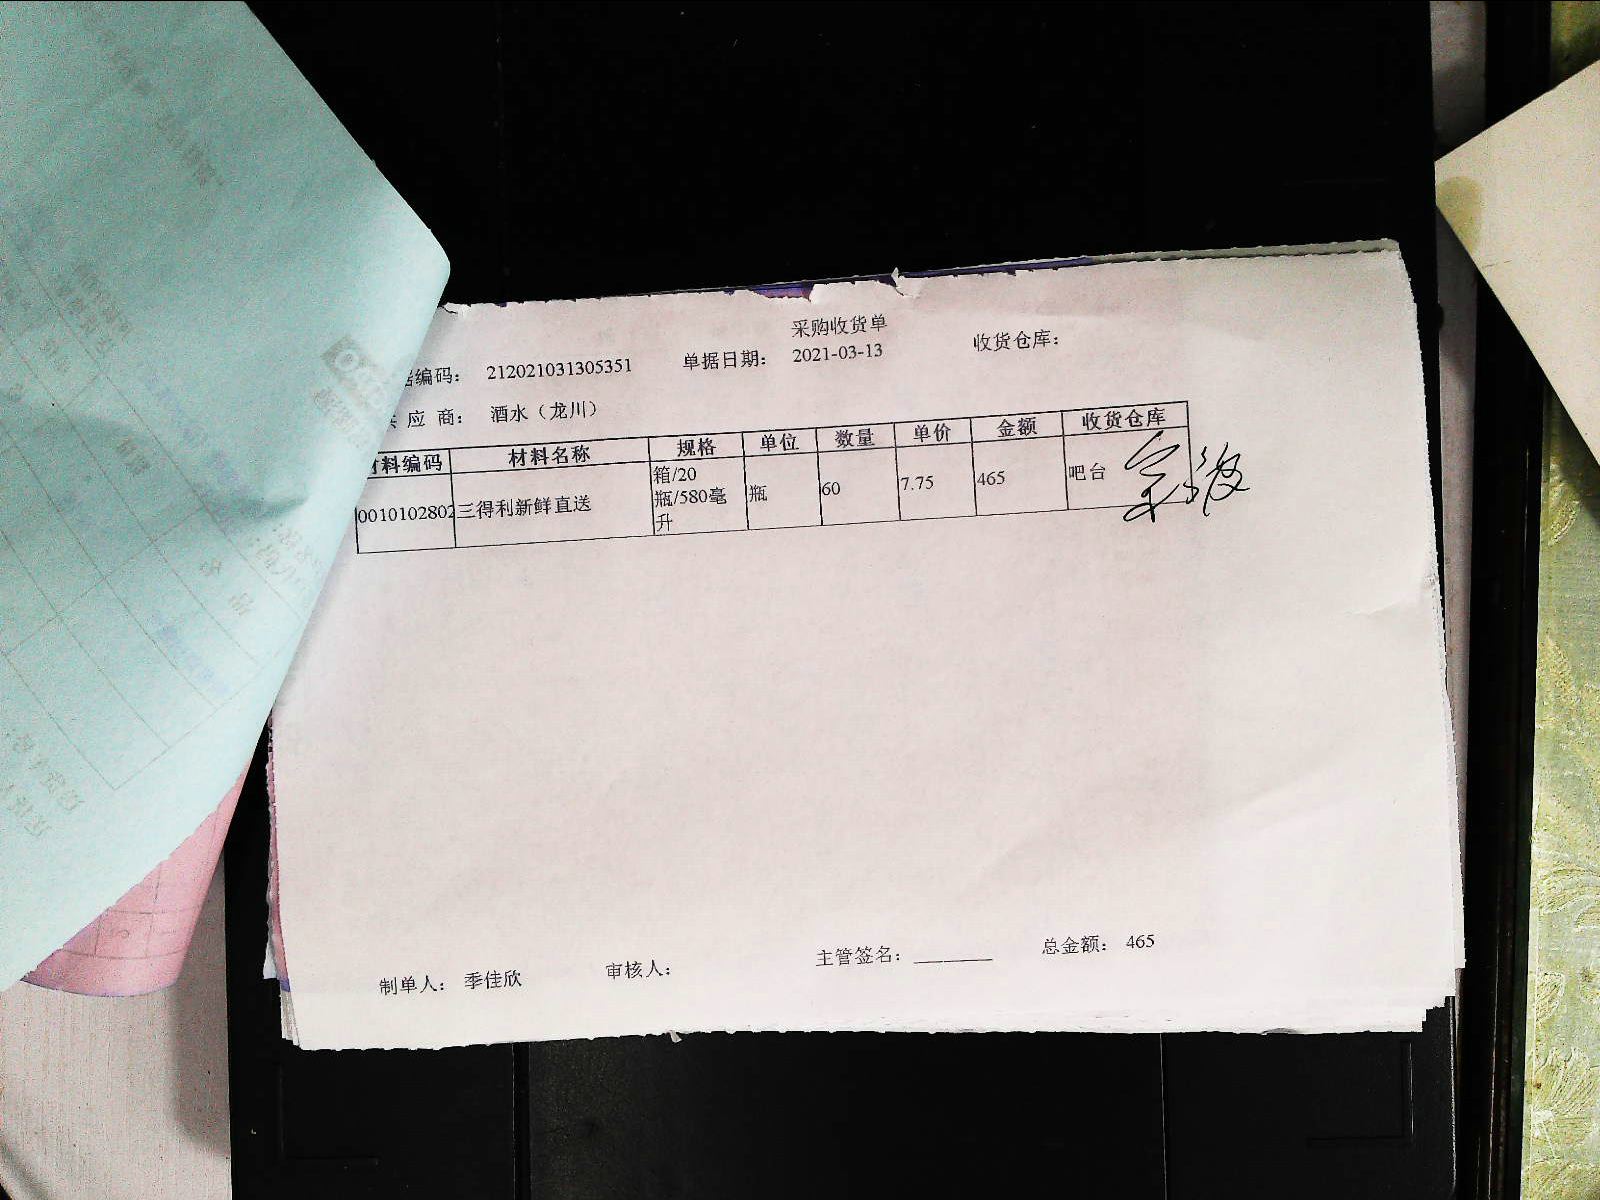 采购收货单
编码： 212021031305351 单据日期： 2021-03-13 收货仓库：
应 商： 酒水（龙川）
料编码 材料名称 规格 单位 数量 单价 金额 收货仓库
0010102802 三得利新鲜直送 箱/20瓶/580毫升 瓶 60 7.75 465 吧台
制单人： 季佳欣 审核人： 主管签名：________ 总金额： 465